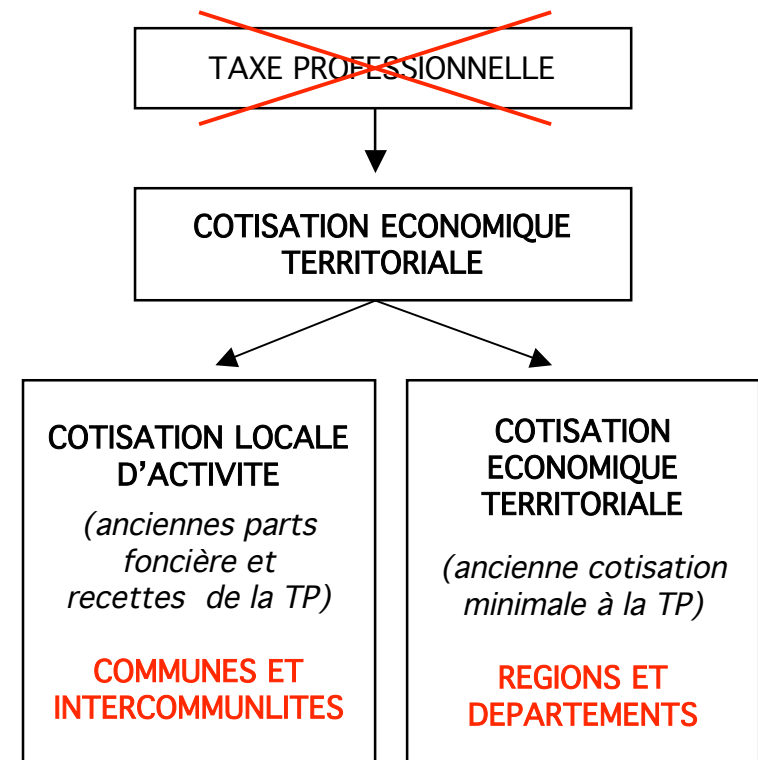 TAXE PROFESSIONNELLE
COTISATION ECONOMIQUE
TERRITORIALE
COTISATION LOCALE
D'ACTIVITE
(anciennes parts
foncière et
recettes de la TP)
COMMUNES ET
INTERCOMMUNLITES
COTISATION
ECONOMIQUE
TERRITORIALE
(ancienne cotisation
minimale à la TP)
REGIONS ET
DEPARTEMENTS